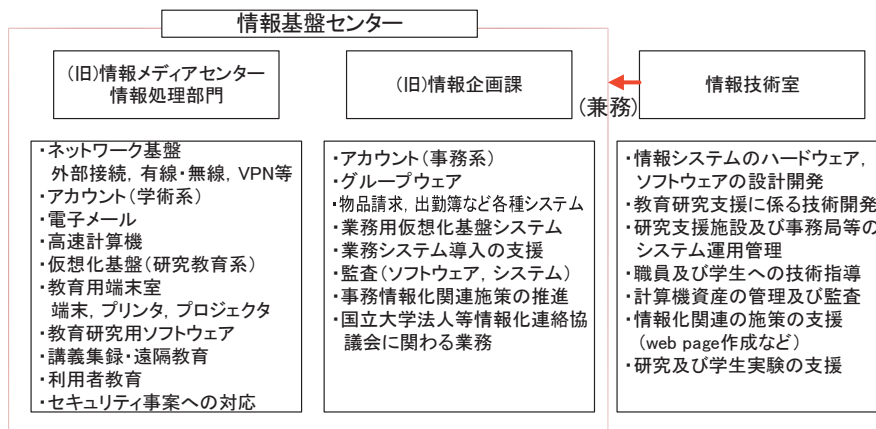 情報基盤センター
(旧)情報メディアセンター
情報処理部門
(旧)情報企画課
(兼務)
情報技術室
・ネットワーク基盤
外部接続, 有線・無線, VPN等
・アカウント(学術系)
・電子メール
・高速計算機
・仮想化基盤(研究教育系)
・教育用端末室
端末, プリンタ, プロジェクタ
・教育研究用ソフトウェア
・講義集録・遠隔教育
・利用者教育
・セキュリティ事案への対応
・アカウント(事務系)
・グループウェア
・物品請求, 出勤簿など各種システム
・業務用仮想化基盤システム
・業務システム導入の支援
・監査(ソフトウェア, システム)
・事務情報化関連施策の推進
・国立大学法人等情報化連絡協
議会に関わる業務
・情報システムのハードウェア,
ソフトウェアの設計開発
・教育研究支援に係る技術開発
・研究支援施設及び事務局等の
システム運用管理
・職員及び学生への技術指導
・計算機資産の管理及び監査
・情報化関連の施策の支援
(web page作成など)
・研究及び学生実験の支援